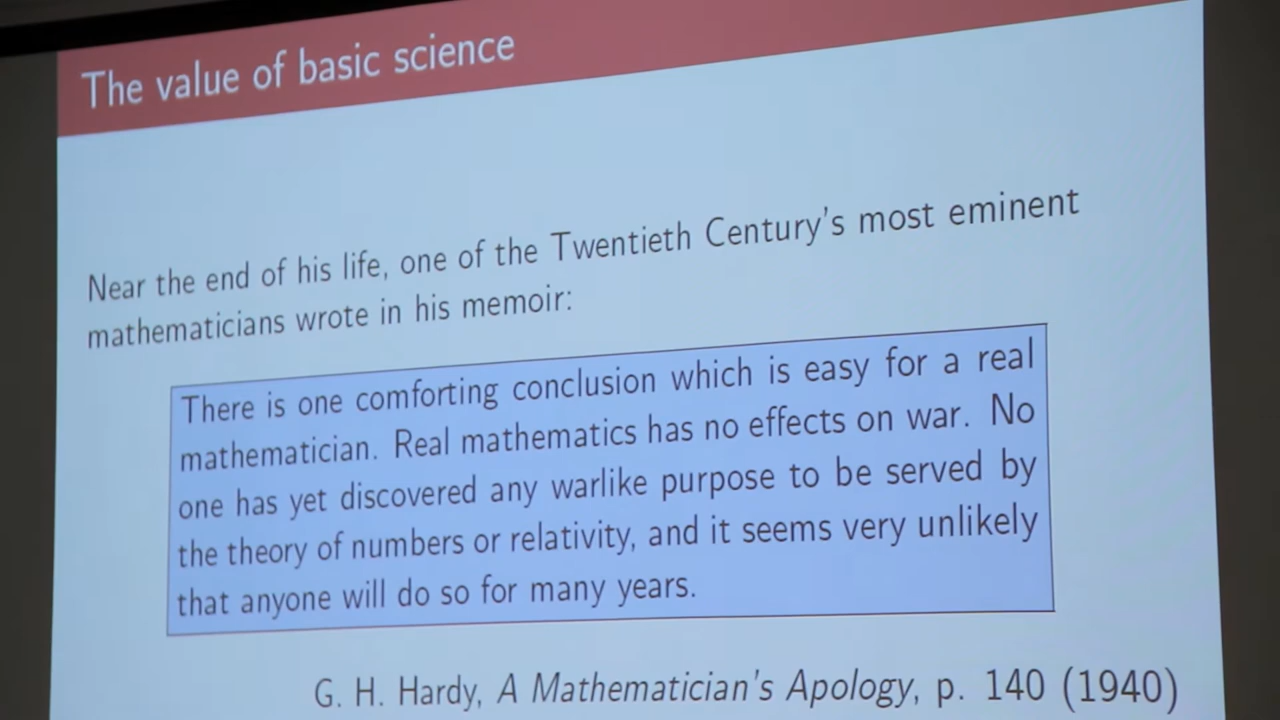 The value of basic science
Near the end of his life, one of the Twentieth Century's most eminent
mathematicians wrote in his memoir:
There is one comforting conclusion which is easy for a real
mathematician. Real mathematics has no effects on war. No
one has yet discovered any warlike purpose to be served by
the theory of numbers or relativity, and it seems very unlikely
that anyone will do so for many years.
G. H. Hardy, A Mathematician's Apology, p. 140 (1940)